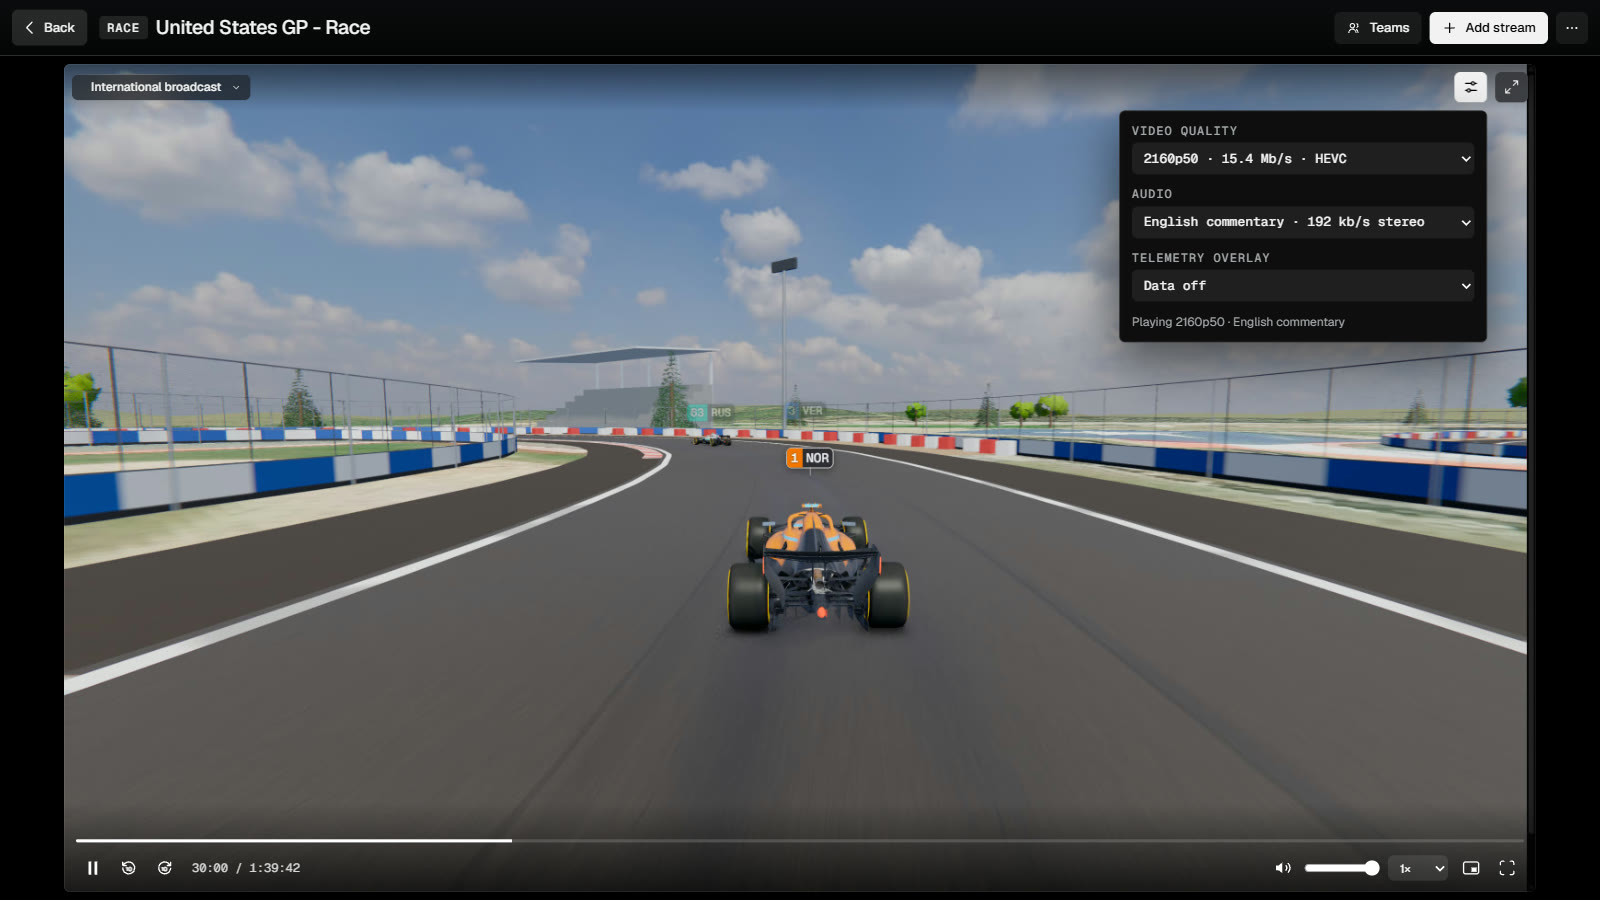 Back
RACE
United States GP - Race
Teams
Add stream
International broadcast
VIDEO QUALITY
2160p50 · 15.4 Mb/s · HEVC
AUDIO
English commentary · 192 kb/s stereo
TELEMETRY OVERLAY
Data off
Playing 2160p50 · English commentary
63 RUS
3 VER
1 NOR
30:00 / 1:39:42
1x